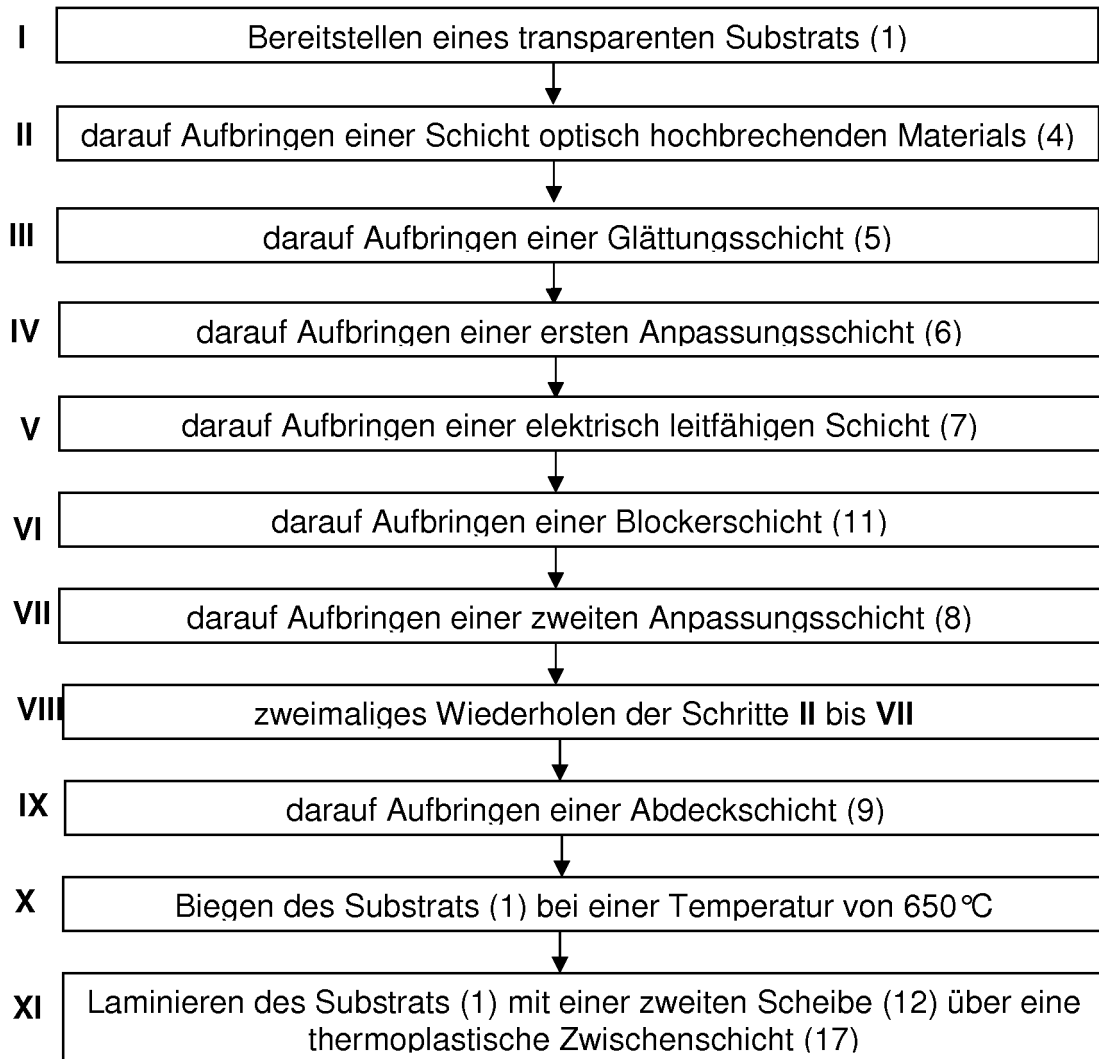 I Bereitstellen eines transparenten Substrats (1)
II darauf Aufbringen einer Schicht optisch hochbrechenden Materials (4)
III darauf Aufbringen einer Glättungsschicht (5)
IV darauf Aufbringen einer ersten Anpassungsschicht (6)
V darauf Aufbringen einer elektrisch leitfähigen Schicht (7)
VI darauf Aufbringen einer Blockerschicht (11)
VII darauf Aufbringen einer zweiten Anpassungsschicht (8)
VIII zweimaliges Wiederholen der Schritte II bis VII
IX darauf Aufbringen einer Abdeckschicht (9)
X Biegen des Substrats (1) bei einer Temperatur von 650°C
XI Laminieren des Substrats (1) mit einer zweiten Scheibe (12) über eine
thermoplastische Zwischenschicht (17)